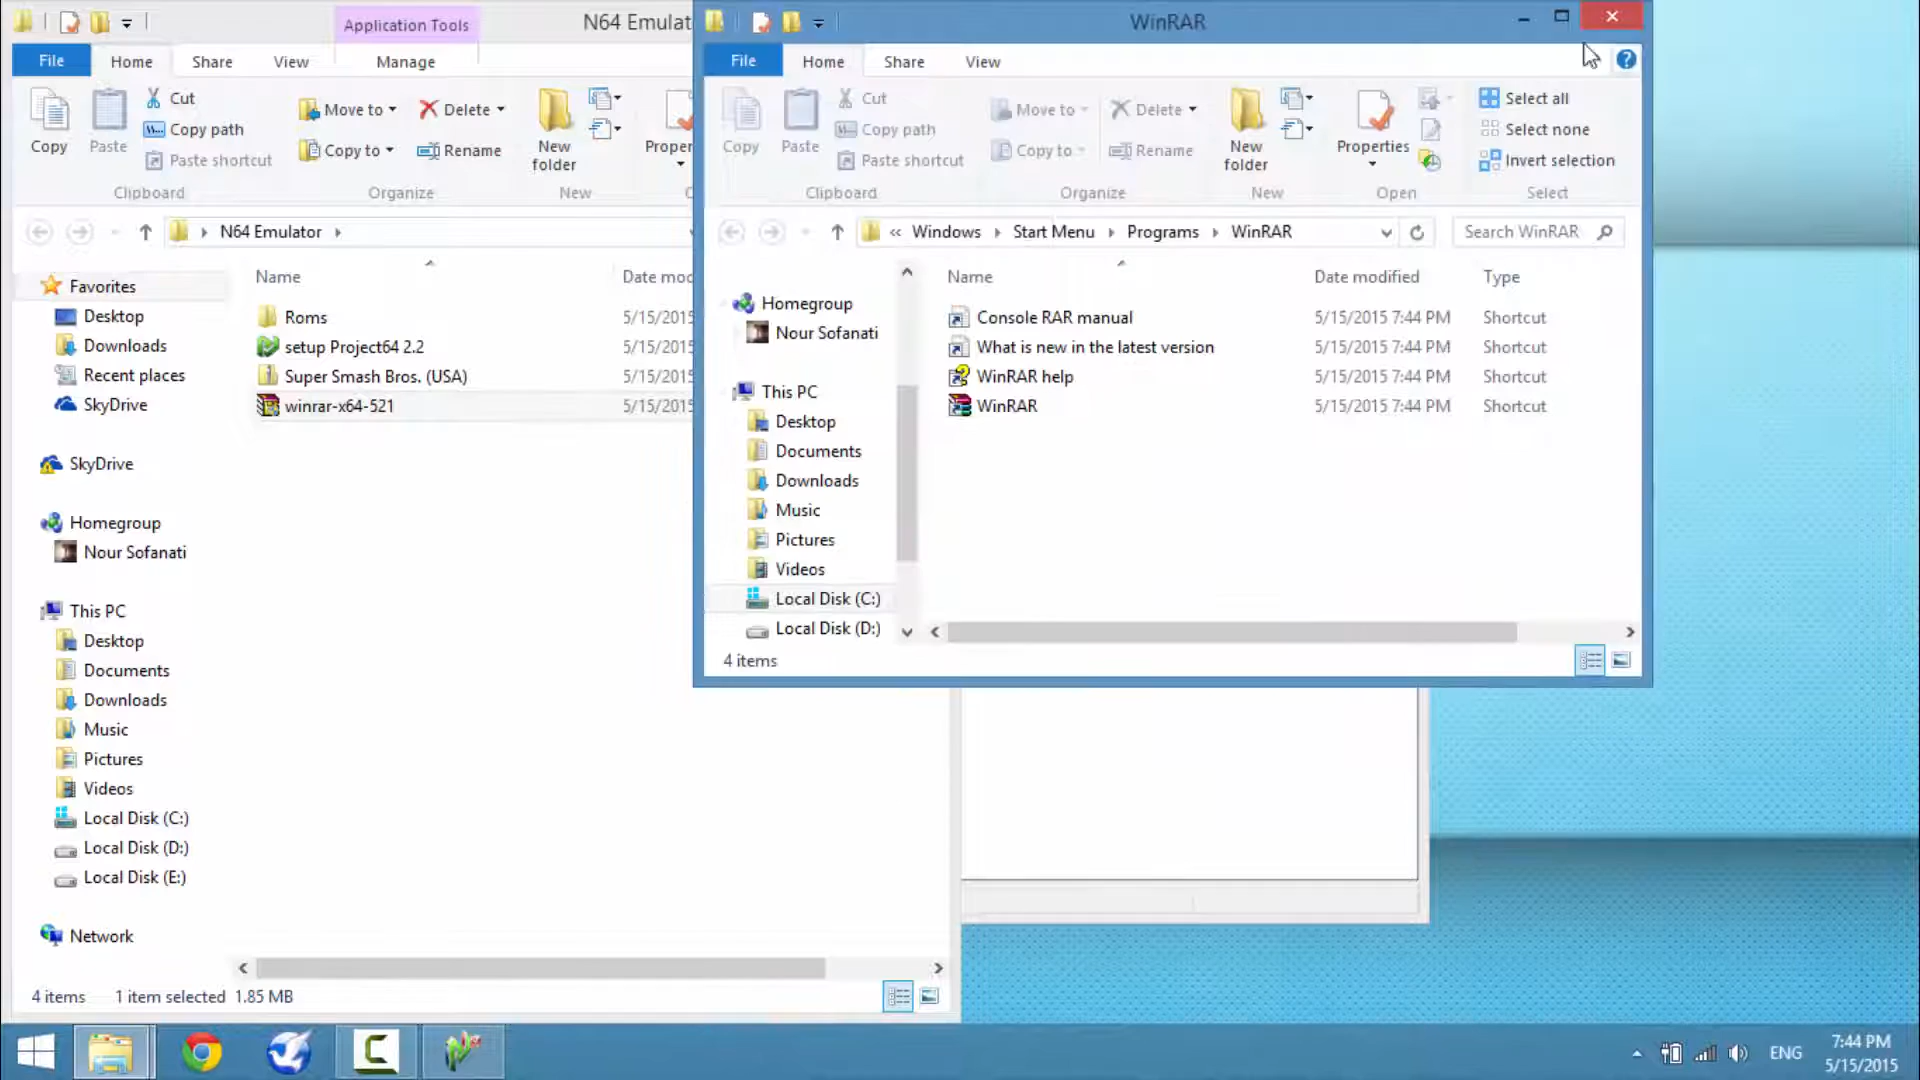 Application Tools
N64 Emulat
File
Home
Share
View
Manage
Copy
Paste
Cut
Copy path
Paste shortcut
Clipboard
Move to
Copy to
Delete
Rename
Organize
New folder
New
Proper
N64 Emulator
Name
Date mod
Favorites
Desktop
Downloads
Recent places
SkyDrive
SkyDrive
Homegroup
Nour Sofanati
This PC
Desktop
Documents
Downloads
Music
Pictures
Videos
Local Disk (C:)
Local Disk (D:)
Local Disk (E:)
Network
Roms 5/15/2015
setup Project64 2.2 5/15/2015
Super Smash Bros. (USA) 5/15/2015
winrar-x64-521 5/15/2015
4 items 1 item selected 1.85 MB
WinRAR
File
Home
Share
View
Copy
Paste
Cut
Copy path
Paste shortcut
Clipboard
Move to
Copy to
Delete
Rename
Organize
New folder
New
Properties
Open
Select all
Select none
Invert selection
Select
« Windows Start Menu Programs WinRAR
Search WinRAR
Homegroup
Nour Sofanati
This PC
Desktop
Documents
Downloads
Music
Pictures
Videos
Local Disk (C:)
Local Disk (D:)
Name Date modified Type
Console RAR manual 5/15/2015 7:44 PM Shortcut
What is new in the latest version 5/15/2015 7:44 PM Shortcut
WinRAR help 5/15/2015 7:44 PM Shortcut
WinRAR 5/15/2015 7:44 PM Shortcut
4 items
ENG
7:44 PM
5/15/2015